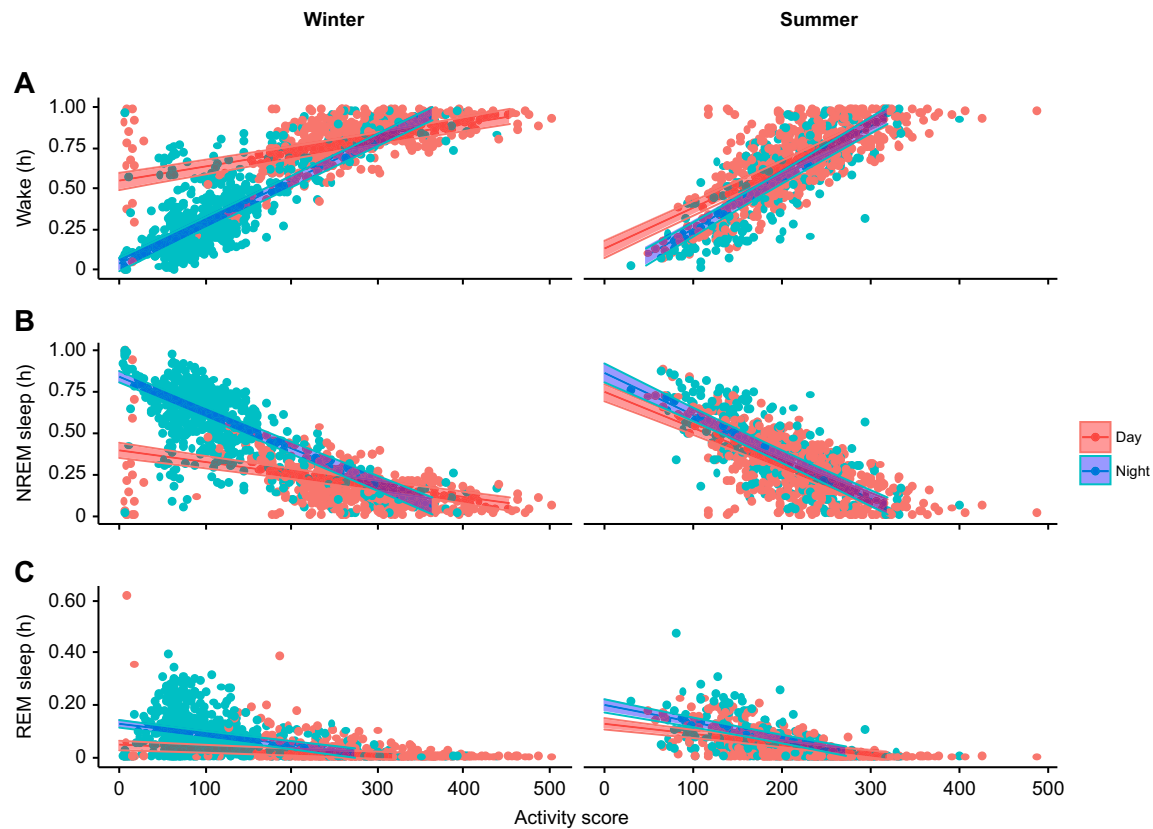 Winter Summer
A
Wake (h)
1.00
0.75
0.50
0.25
0
B
NREM sleep (h)
1.00
0.75
0.50
0.25
0
Day
Night
C
REM sleep (h)
0.60
0.40
0.20
0
0 100 200 300 400 500 0 100 200 300 400 500
Activity score